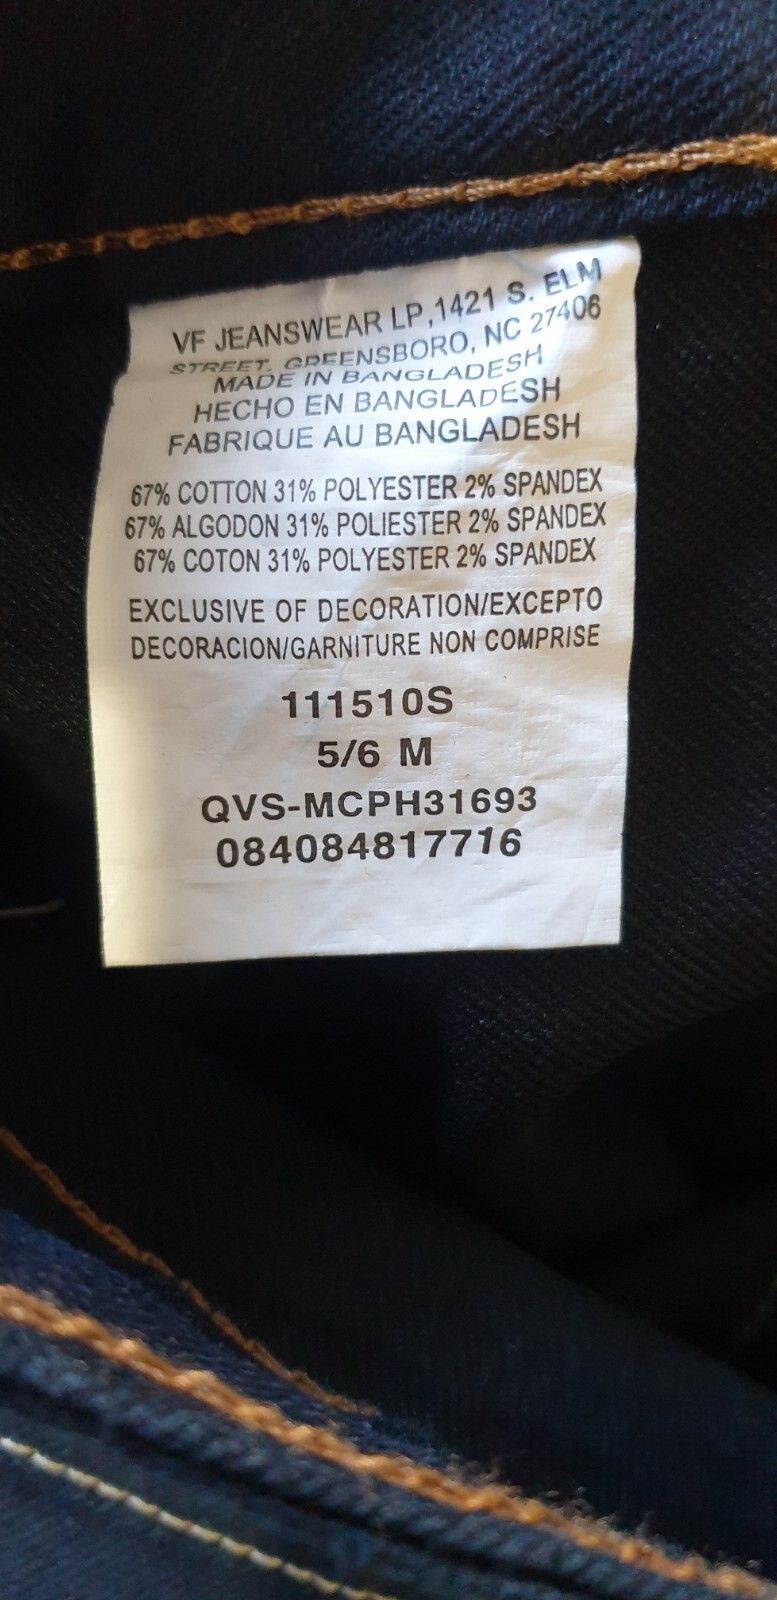 VF JEANSWEAR LP,1421 S. ELM
STREET, GREENSBORO, NC 27406
MADE IN BANGLADESH
HECHO EN BANGLADESH
FABRIQUE AU BANGLADESH
67% COTTON 31% POLYESTER 2% SPANDEX
67% ALGODON 31% POLIESTER 2% SPANDEX
67% COTON 31% POLYESTER 2% SPANDEX
EXCLUSIVE OF DECORATION/EXCEPTO
DECORACION/GARNITURE NON COMPRISE
111510S
5/6 M
QVS-MCPH31693
084084817716